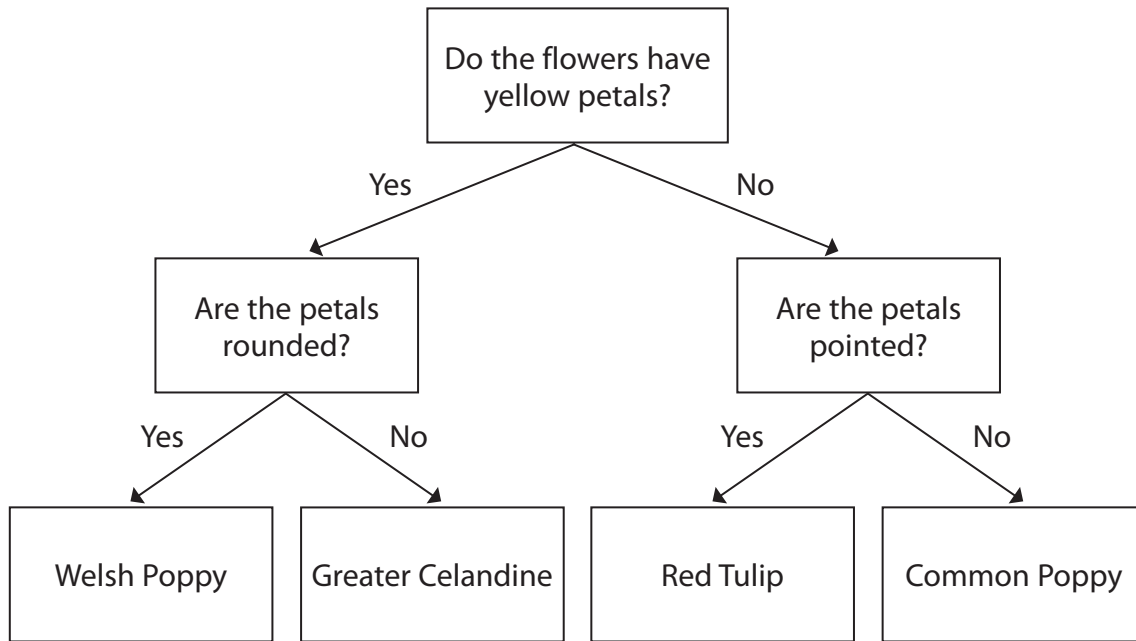 Do the flowers have
yellow petals?
Yes
No
Are the petals
rounded?
Are the petals
pointed?
Yes
No
Yes
No
Welsh Poppy
Greater Celandine
Red Tulip
Common Poppy